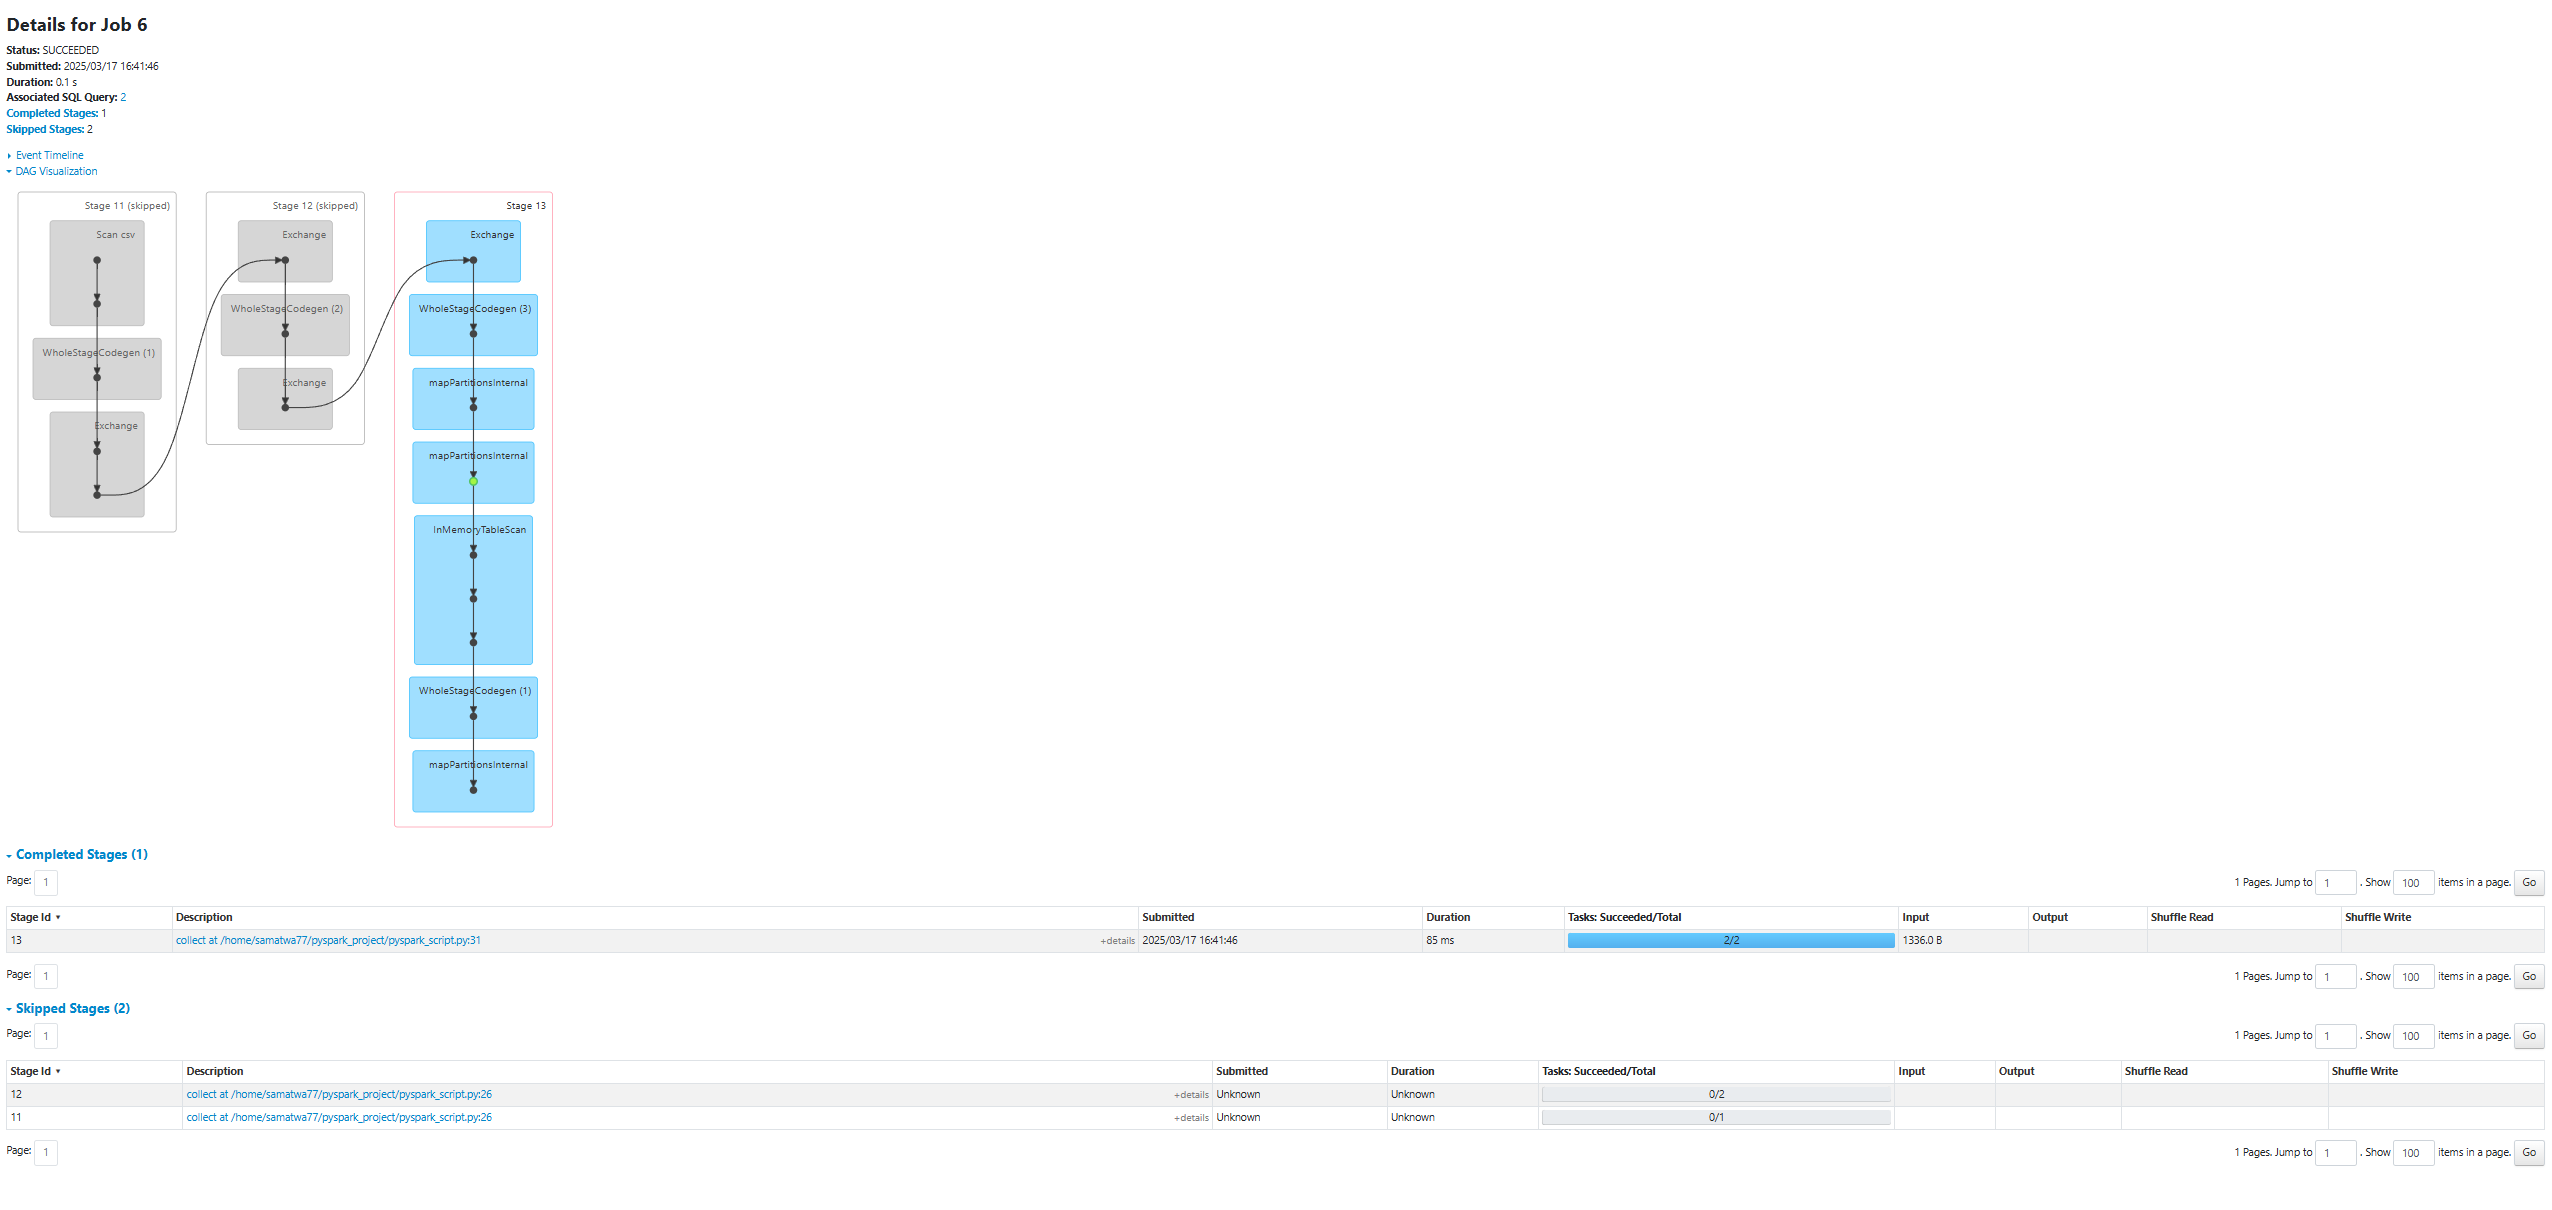 Details for Job 6
Status: SUCCEEDED
Submitted: 2025/03/17 16:41:46
Duration: 0.1 s
Associated SQL Query: 2
Completed Stages: 1
Skipped Stages: 2
Event Timeline
DAG Visualization
Stage 11 (skipped)
Scan csv
WholeStageCodegen (1)
Exchange
Stage 12 (skipped)
Exchange
WholeStageCodegen (2)
Exchange
Stage 13
Exchange
WholeStageCodegen (3)
mapPartitionsInternal
mapPartitionsInternal
InMemoryTableScan
WholeStageCodegen (1)
mapPartitionsInternal
Completed Stages (1)
Page: 1 1 Pages. Jump to 1 . Show 100 items in a page. Go
Stage Id ▾ Description Submitted Duration Tasks: Succeeded/Total Input Output Shuffle Read Shuffle Write
13 collect at /home/samatwa77/pyspark_project/pyspark_script.py:31 +details 2025/03/17 16:41:46 85 ms 2/2 1336.0 B
Page: 1 1 Pages. Jump to 1 . Show 100 items in a page. Go
Skipped Stages (2)
Page: 1 1 Pages. Jump to 1 . Show 100 items in a page. Go
Stage Id ▾ Description Submitted Duration Tasks: Succeeded/Total Input Output Shuffle Read Shuffle Write
12 collect at /home/samatwa77/pyspark_project/pyspark_script.py:26 +details Unknown Unknown 0/2
11 collect at /home/samatwa77/pyspark_project/pyspark_script.py:26 +details Unknown Unknown 0/1
Page: 1 1 Pages. Jump to 1 . Show 100 items in a page. Go